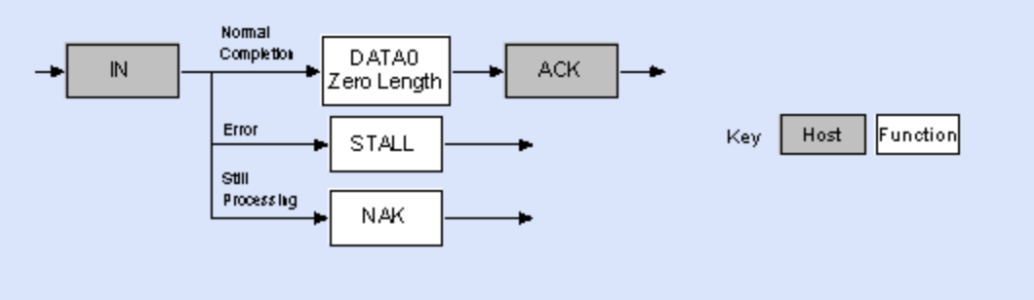 Normal
Completion
IN
DATA0
Zero Length
ACK
Error
STALL
Key
Host
Function
Still
Processing
NAK